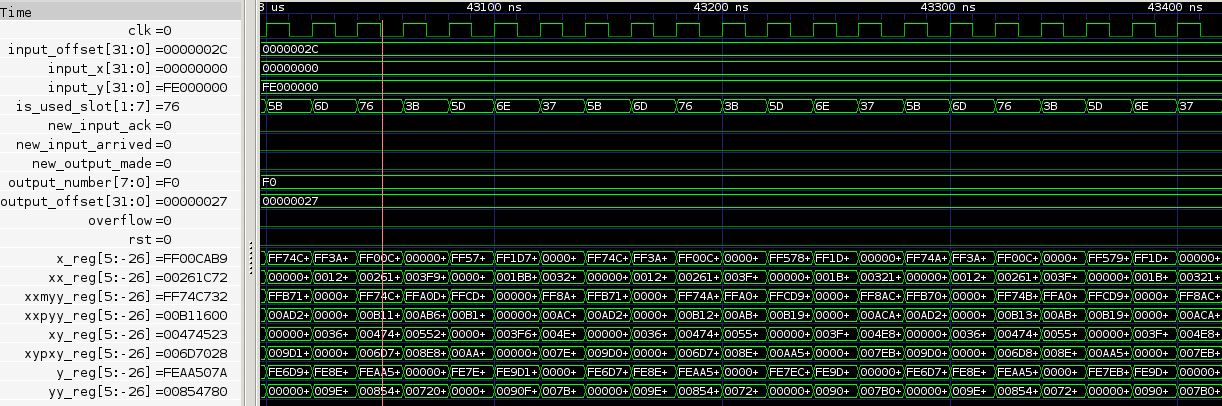 Time 3 us 43100 ns 43200 ns 43300 ns 43400 ns
clk =0
input_offset[31:0] =0000002C 0000002C
input_x[31:0] =00000000 00000000
input_y[31:0] =FE000000 FE000000
is_used_slot[1:7] =76 5B 6D 76 3B 5D 6E 37 5B 6D 76 3B 5D 6E 37 5B 6D 76 3B 5D 6E 37
new_input_ack =0
new_input_arrived =0
new_output_made =0
output_number[7:0] =F0 F0
output_offset[31:0] =00000027 00000027
overflow =0
rst =0
x_reg[5:-26] =FF00CAB9 FF74C+ FF3A+ FF00C+ 00000+ FF57+ FF1D7+ 0000+ FF74C+ FF3A+ FF00C+ 0000+ FF578+ FF1D+ 0000+ FF74A+ FF3A+ FF00C+ 0000+ FF579+ FF1D+ 00000+
xx_reg[5:-26] =00261C72 00000+ 0012+ 00261+ 003F9+ 0000+ 001BB+ 0032+ 00000+ 0012+ 00261+ 003F+ 00000+ 001B+ 00321+ 00000+ 0012+ 00261+ 003F+ 00000+ 001B+ 00321+
xxmyy_reg[5:-26] =FF74C732 FFB71+ 0000+ FF74C+ FFA0D+ FFCD+ 00000+ FF8A+ FFB71+ 0000+ FF74A+ FFA0+ FFCD9+ 0000+ FF8AC+ FFB70+ 0000+ FF74B+ FFA0+ FFCD9+ 0000+ FF8AC+
xxpyy_reg[5:-26] =00B11600 00AD2+ 0000+ 00B11+ 00AB6+ 00B1+ 00000+ 00AC+ 00AD2+ 0000+ 00B12+ 00AB+ 00B19+ 0000+ 00ACA+ 00AD2+ 0000+ 00B13+ 00AB+ 00B19+ 0000+ 00ACA+
xy_reg[5:-26] =00474523 00000+ 0036+ 00474+ 00552+ 0000+ 003F6+ 004E+ 00000+ 0036+ 00474+ 0055+ 00000+ 003F+ 004E8+ 00000+ 0036+ 00474+ 0055+ 00000+ 003F+ 004E8+
xypxy_reg[5:-26] =006D7028 009D1+ 0000+ 006D7+ 008E8+ 00AA+ 00000+ 007E+ 009D0+ 0000+ 006D7+ 008E+ 00AA5+ 0000+ 007EB+ 009D0+ 0000+ 006D8+ 008E+ 00AA5+ 0000+ 007EB+
y_reg[5:-26] =FEAA507A FE6D9+ FE8E+ FEAA5+ 00000+ FE7E+ FE9D1+ 0000+ FE6D7+ FE8E+ FEAA5+ 0000+ FE7EC+ FE9D+ 00000+ FE6D7+ FE8E+ FEAA5+ 0000+ FE7EB+ FE9D+ 00000+
yy_reg[5:-26] =00854780 00000+ 009E+ 00854+ 00720+ 0000+ 0090F+ 007B+ 00000+ 009E+ 00854+ 0072+ 00000+ 0090+ 007B0+ 00000+ 009E+ 00854+ 0072+ 00000+ 0090+ 007B0+